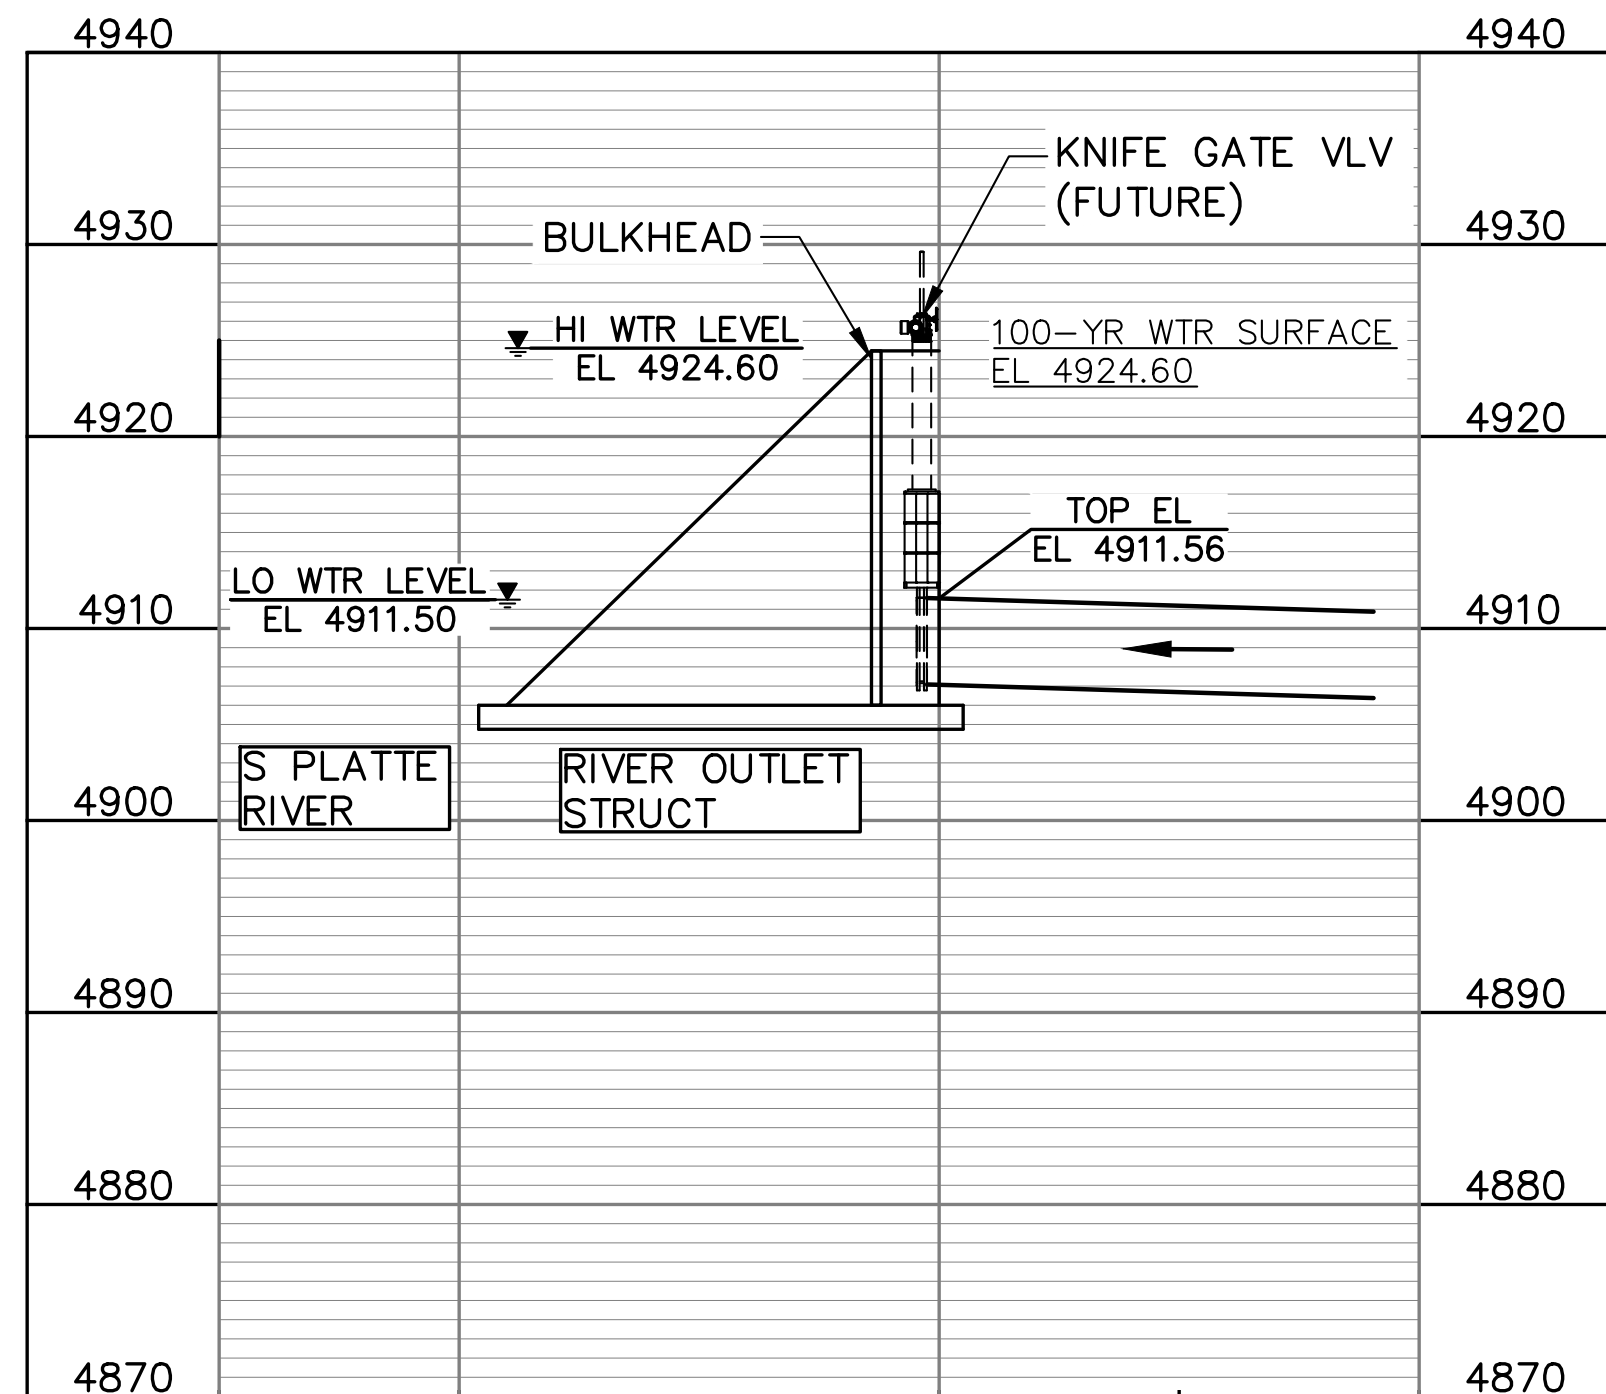 4940 4940
KNIFE GATE VLV
(FUTURE)
4930 4930
BULKHEAD
HI WTR LEVEL
EL 4924.60
100-YR WTR SURFACE
EL 4924.60
4920 4920
TOP EL
EL 4911.56
LO WTR LEVEL
EL 4911.50
4910 4910
S PLATTE
RIVER
RIVER OUTLET
STRUCT
4900 4900
4890 4890
4880 4880
4870 4870